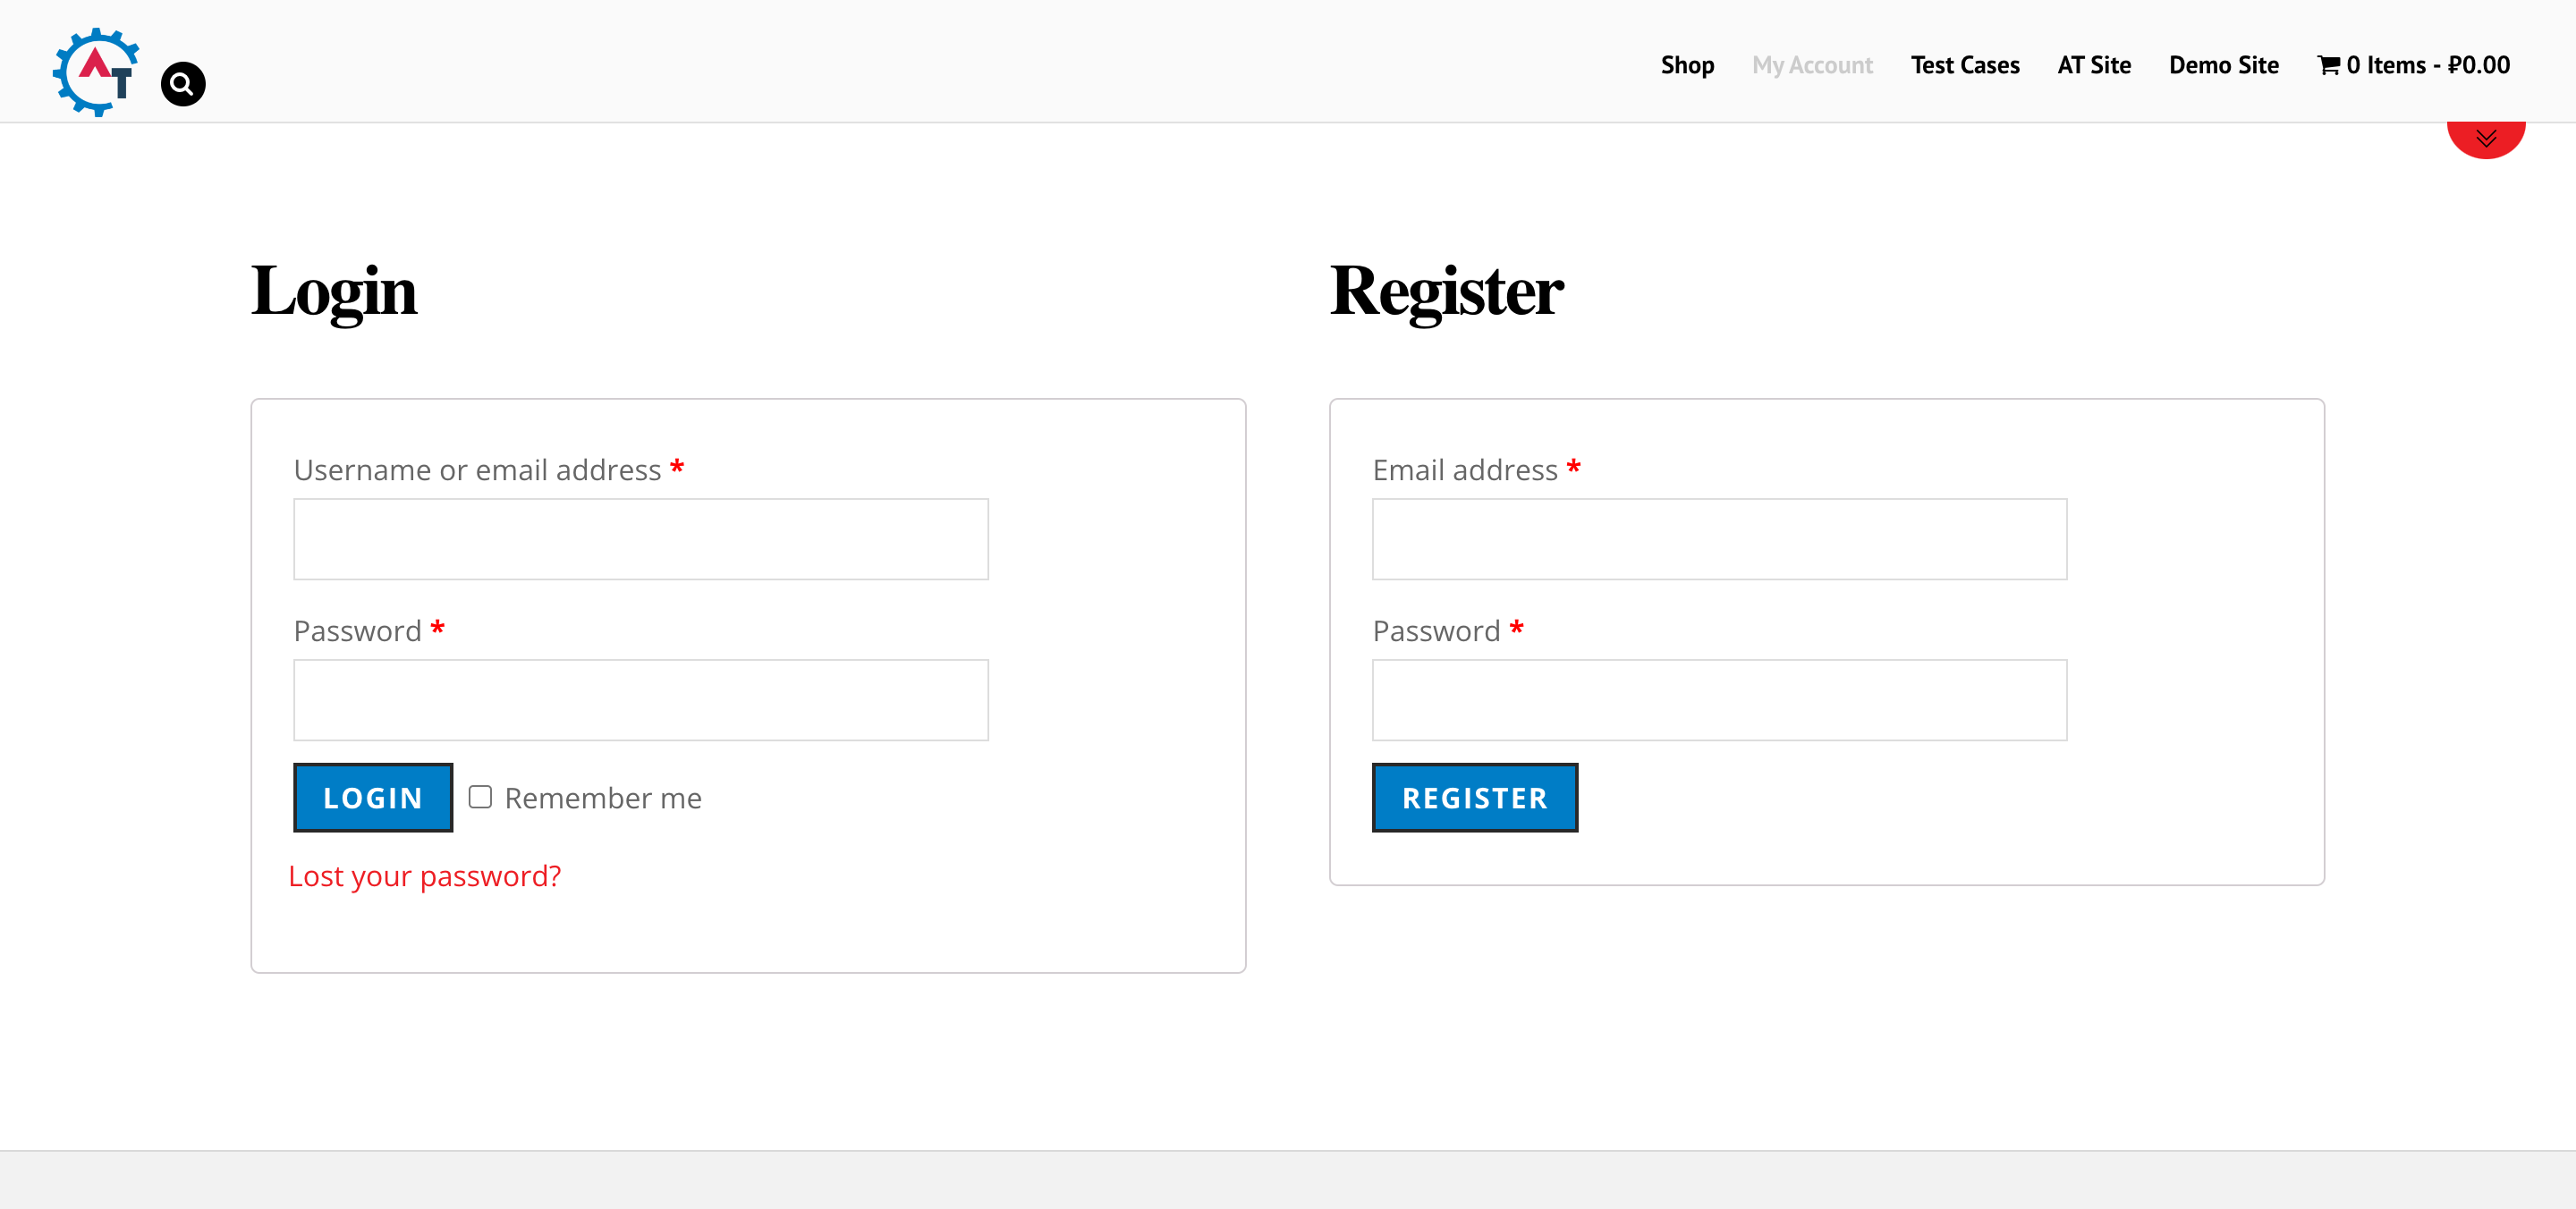 AT
Shop My Account Test Cases AT Site Demo Site 0 Items - ₽0.00
Login
Username or email address *
Password *
LOGIN Remember me
Lost your password?
Register
Email address *
Password *
REGISTER